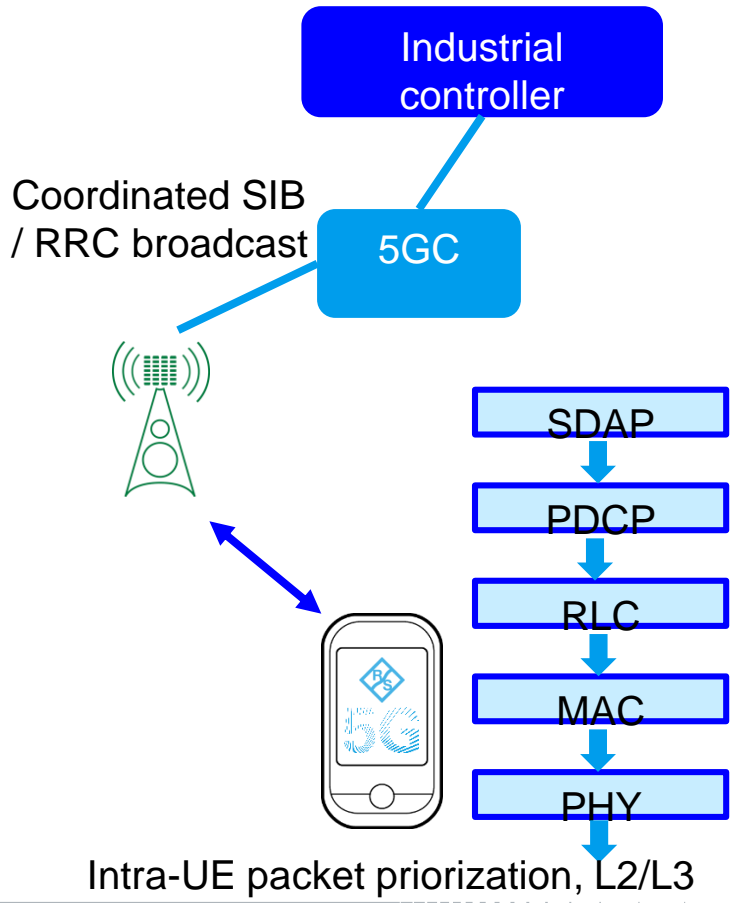 Industrial
controller
Coordinated SIB
/ RRC broadcast
5GC
SDAP
PDCP
RLC
MAC
PHY
R
S
5G
Intra-UE packet priorization, L2/L3